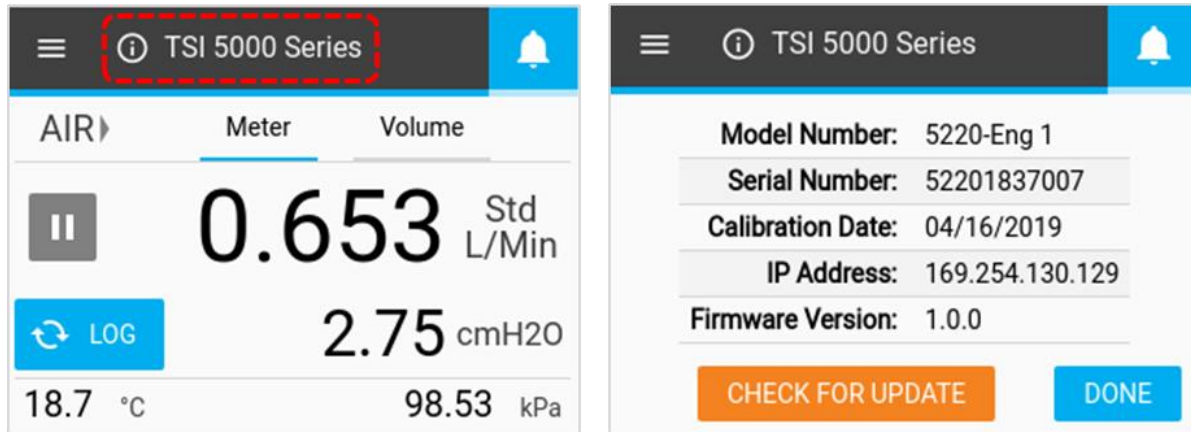 TSI 5000 Series
AIR Meter Volume
0.653 Std L/Min
LOG 2.75 cmH2O
18.7 °C 98.53 kPa
TSI 5000 Series
Model Number: 5220-Eng 1
Serial Number: 52201837007
Calibration Date: 04/16/2019
IP Address: 169.254.130.129
Firmware Version: 1.0.0
CHECK FOR UPDATE DONE